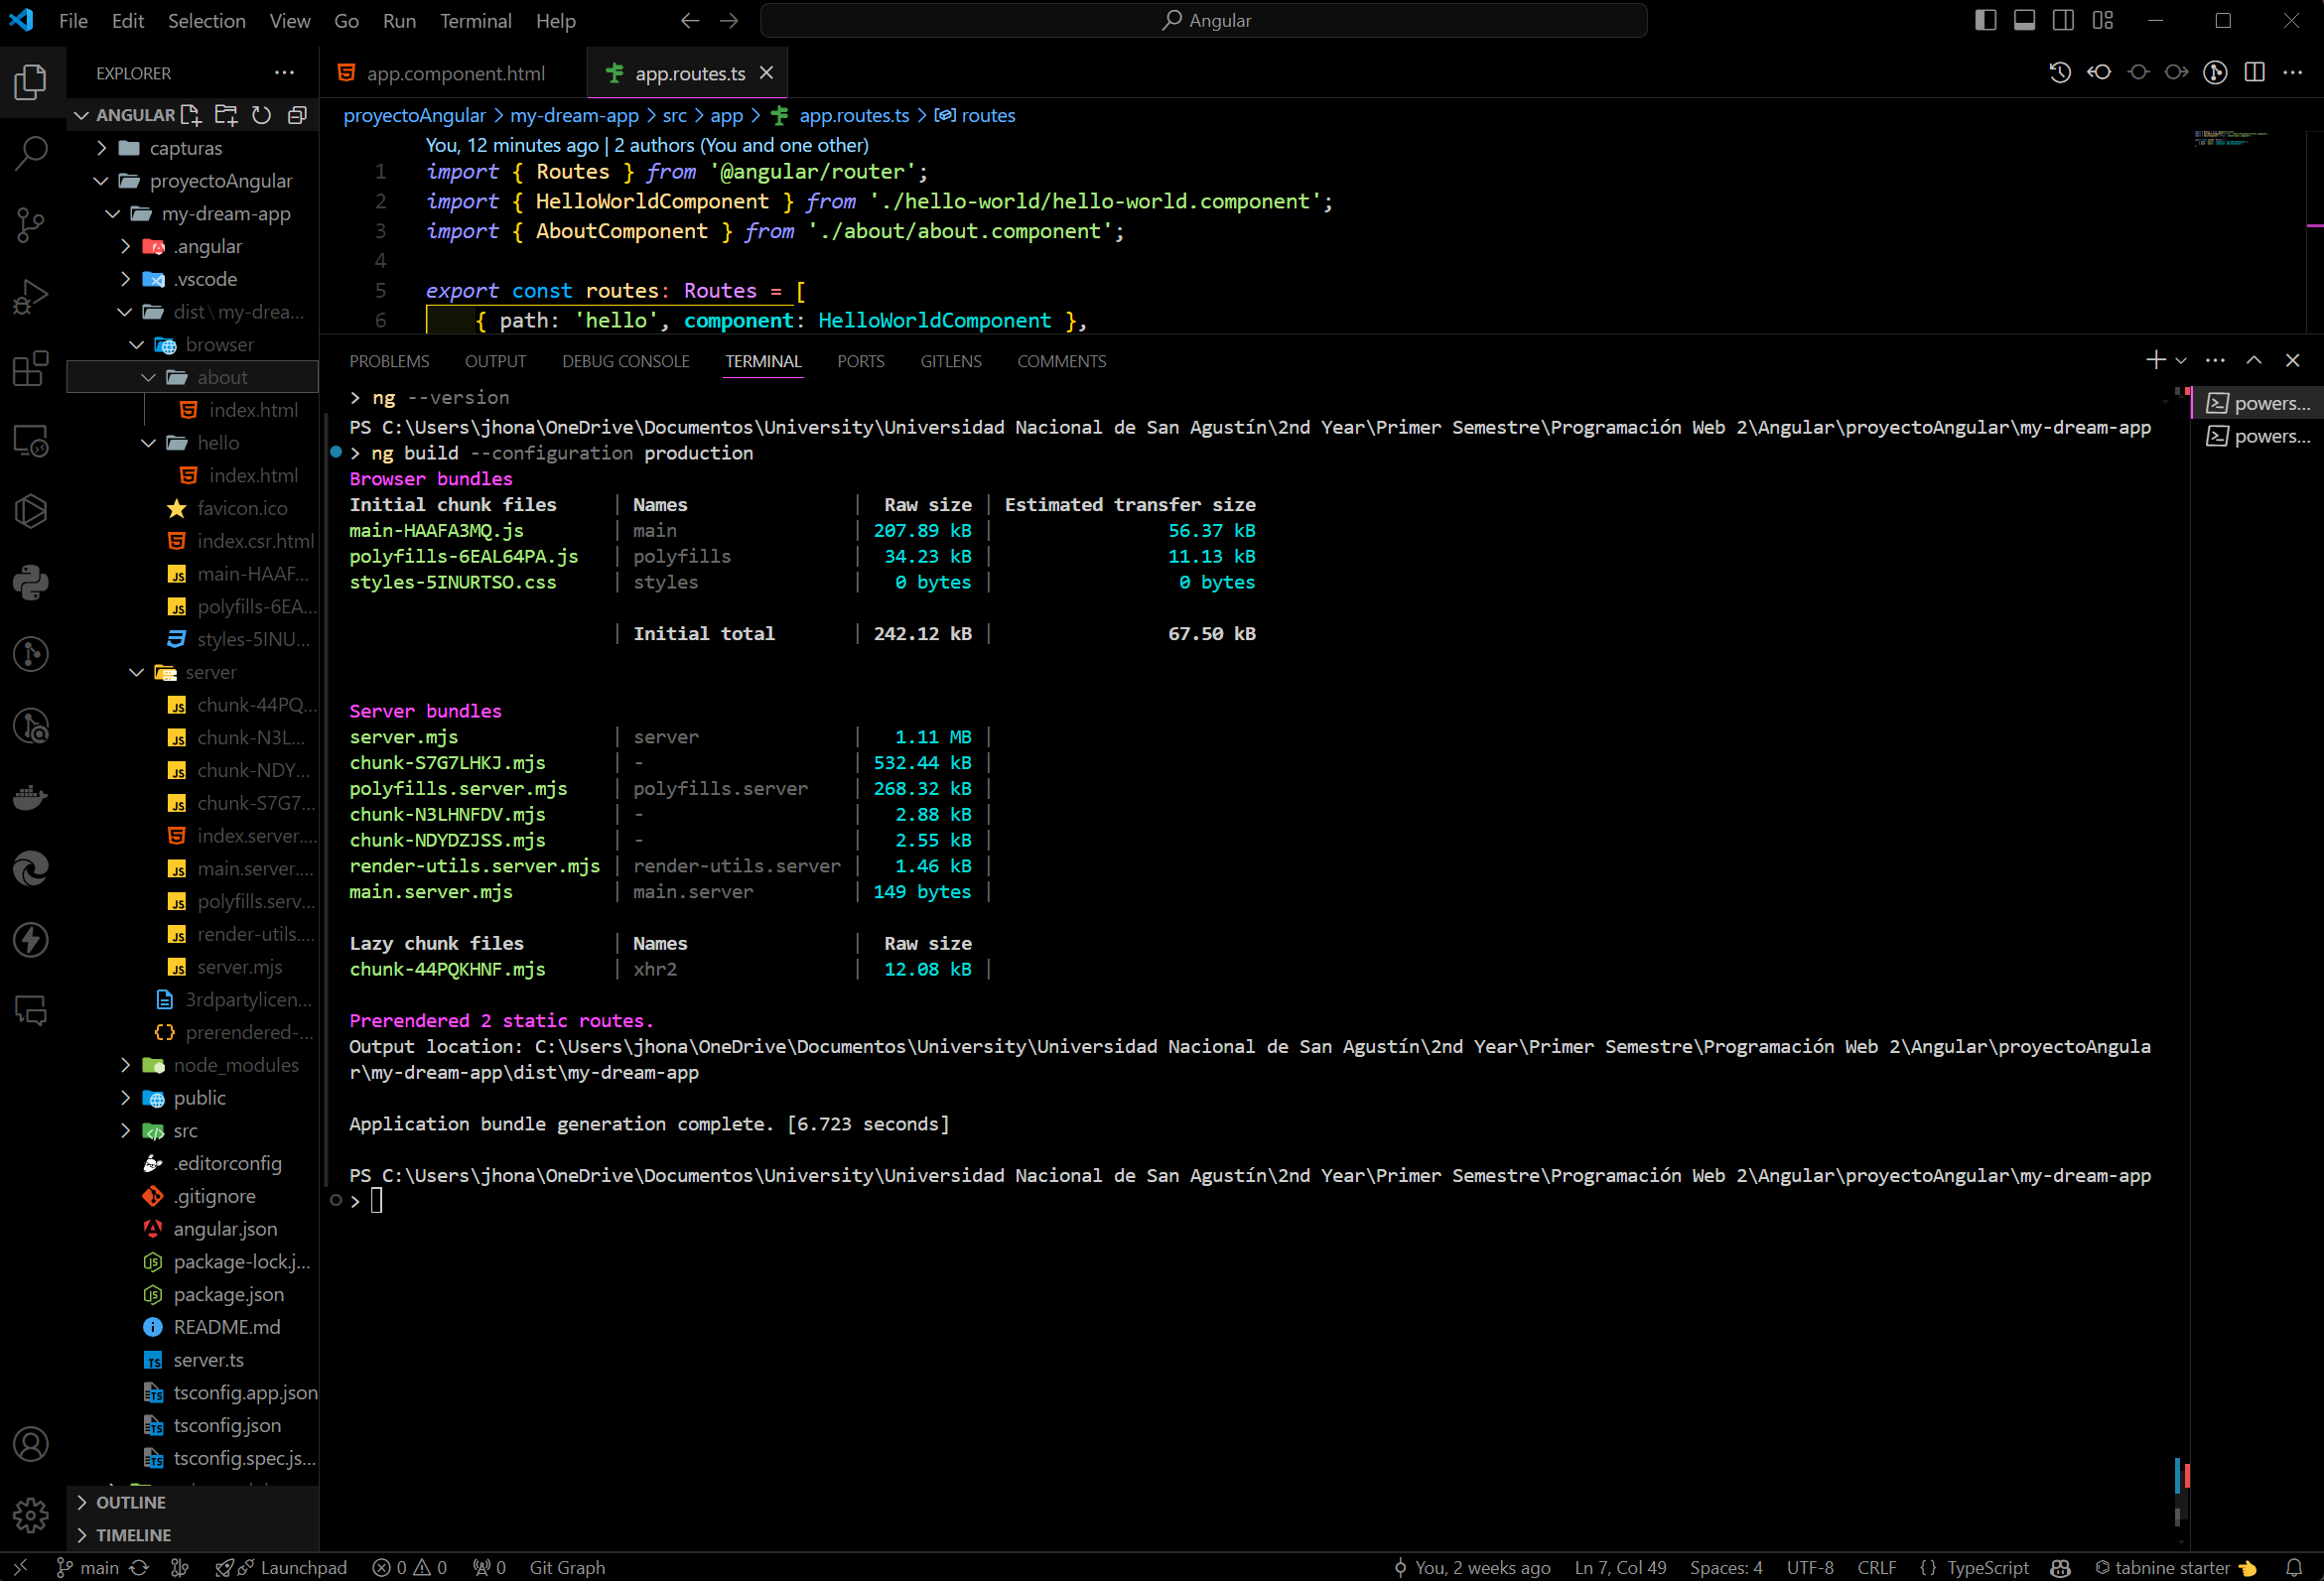 File Edit Selection View Go Run Terminal Help
Angular
EXPLORER
ANGULAR
capturas
proyectoAngular
my-dream-app
.angular
.vscode
dist\my-drea...
browser
about
index.html
hello
index.html
favicon.ico
index.csr.html
main-HAAF...
polyfills-6EA...
styles-5INU...
server
chunk-44PQ...
chunk-N3L...
chunk-NDY...
chunk-S7G7...
index.server....
main.server....
polyfills.serv...
render-utils....
server.mjs
3rdpartylicen...
prerendered-...
node_modules
public
src
.editorconfig
.gitignore
angular.json
package-lock.j...
package.json
README.md
server.ts
tsconfig.app.json
tsconfig.json
tsconfig.spec.js...
OUTLINE
TIMELINE
app.component.html
app.routes.ts
proyectoAngular > my-dream-app > src > app > app.routes.ts > routes
You, 12 minutes ago | 2 authors (You and one other)
1 import { Routes } from '@angular/router';
2 import { HelloWorldComponent } from './hello-world/hello-world.component';
3 import { AboutComponent } from './about/about.component';
4
5 export const routes: Routes = [
6 { path: 'hello', component: HelloWorldComponent },
PROBLEMS OUTPUT DEBUG CONSOLE TERMINAL PORTS GITLENS COMMENTS
> ng --version
PS C:\Users\jhona\OneDrive\Documentos\University\Universidad Nacional de San Agustín\2nd Year\Primer Semestre\Programación Web 2\Angular\proyectoAngular\my-dream-app
> ng build --configuration production
Browser bundles
Initial chunk files | Names | Raw size | Estimated transfer size
main-HAAFA3MQ.js | main | 207.89 kB | 56.37 kB
polyfills-6EAL64PA.js | polyfills | 34.23 kB | 11.13 kB
styles-5INURTSO.css | styles | 0 bytes | 0 bytes
| Initial total | 242.12 kB | 67.50 kB
Server bundles
server.mjs | server | 1.11 MB |
chunk-S7G7LHKJ.mjs | - | 532.44 kB |
polyfills.server.mjs | polyfills.server | 268.32 kB |
chunk-N3LHNFDV.mjs | - | 2.88 kB |
chunk-NDYDZJSS.mjs | - | 2.55 kB |
render-utils.server.mjs | render-utils.server | 1.46 kB |
main.server.mjs | main.server | 149 bytes |
Lazy chunk files | Names | Raw size
chunk-44PQKHNF.mjs | xhr2 | 12.08 kB |
Prerendered 2 static routes.
Output location: C:\Users\jhona\OneDrive\Documentos\University\Universidad Nacional de San Agustín\2nd Year\Primer Semestre\Programación Web 2\Angular\proyectoAngula
r\my-dream-app\dist\my-dream-app
Application bundle generation complete. [6.723 seconds]
PS C:\Users\jhona\OneDrive\Documentos\University\Universidad Nacional de San Agustín\2nd Year\Primer Semestre\Programación Web 2\Angular\proyectoAngular\my-dream-app
>
powers...
powers...
main Launchpad 0 0 0 Git Graph You, 2 weeks ago Ln 7, Col 49 Spaces: 4 UTF-8 CRLF {} TypeScript tabnine starter